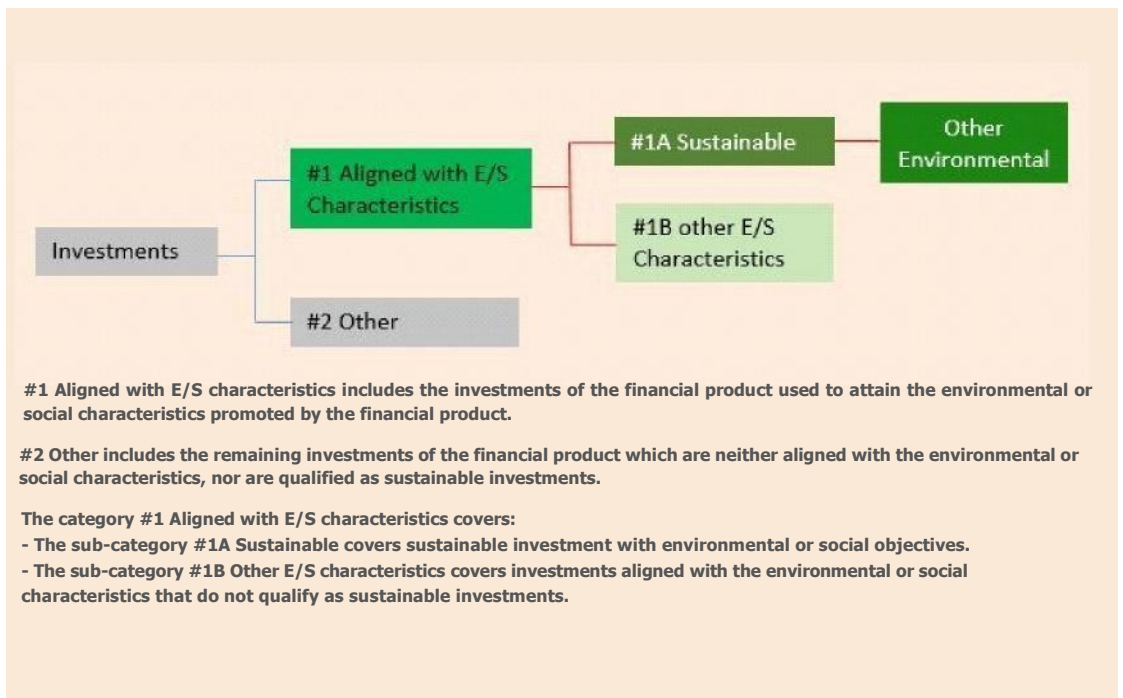 Investments
#1 Aligned with E/S
Characteristics
#2 Other
#1A Sustainable
#1B other E/S
Characteristics
Other
Environmental
#1 Aligned with E/S characteristics includes the investments of the financial product used to attain the environmental or
social characteristics promoted by the financial product.
#2 Other includes the remaining investments of the financial product which are neither aligned with the environmental or
social characteristics, nor are qualified as sustainable investments.
The category #1 Aligned with E/S characteristics covers:
- The sub-category #1A Sustainable covers sustainable investment with environmental or social objectives.
- The sub-category #1B Other E/S characteristics covers investments aligned with the environmental or social
characteristics that do not qualify as sustainable investments.